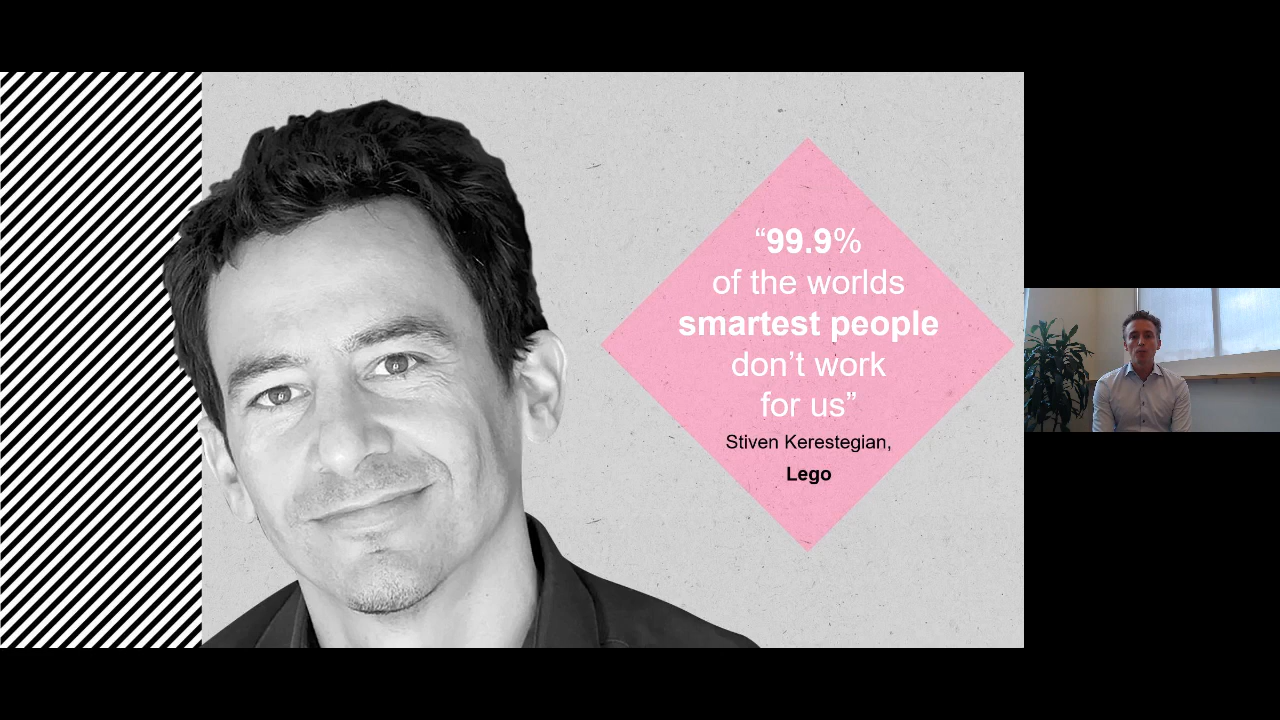 “99.9%
of the worlds
smartest people
don’t work
for us”
Stiven Kerestegian,
Lego